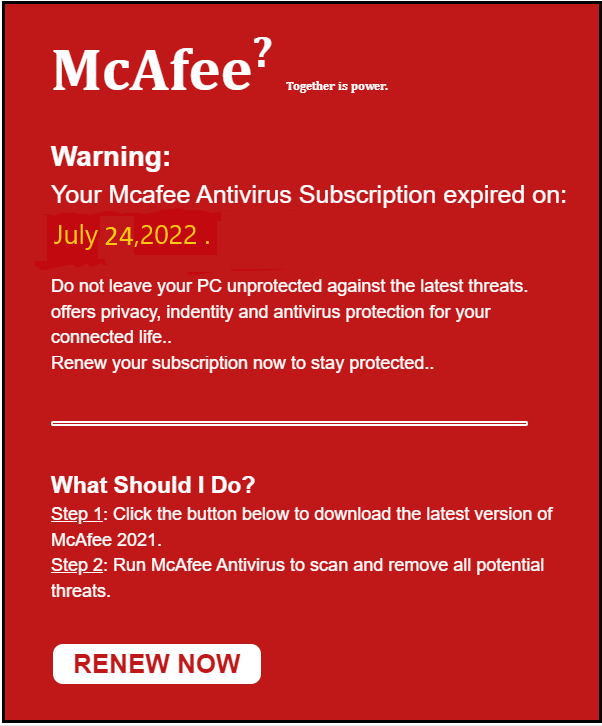 McAfee?
Together is power.
Warning:
Your Mcafee Antivirus Subscription expired on:
July 24,2022 .
Do not leave your PC unprotected against the latest threats.
offers privacy, indentity and antivirus protection for your
connected life..
Renew your subscription now to stay protected..
What Should I Do?
Step 1: Click the button below to download the latest version of
McAfee 2021.
Step 2: Run McAfee Antivirus to scan and remove all potential
threats.
RENEW NOW